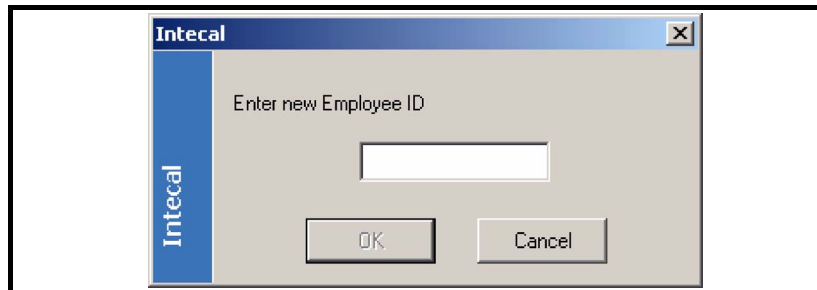 Intecal
Enter new Employee ID
Intecal
OK
Cancel